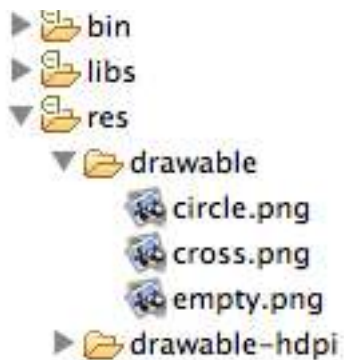 bin
libs
res
drawable
circle.png
cross.png
empty.png
drawable-hdpi